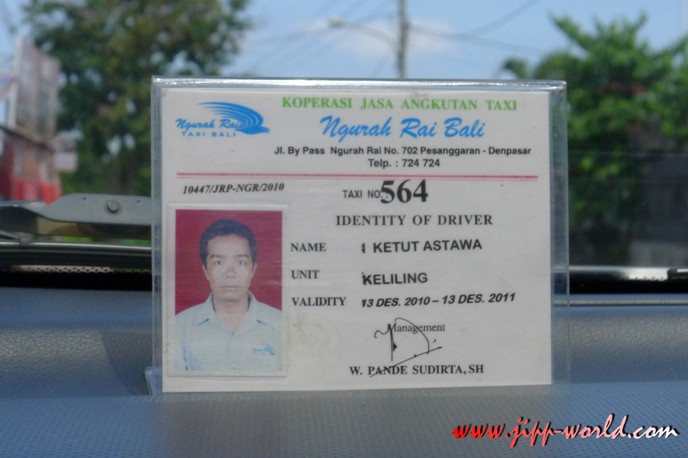 KOPERASI JASA ANGKUTAN TAXI
Ngurah Rai
TAXI BALI
Ngurah Rai Bali
Jl. By Pass Ngurah Rai No. 702 Pesanggaran - Denpasar
Telp. : 724 724
10447/JRP-NGR/2010
TAXI NO 564
IDENTITY OF DRIVER
NAME I KETUT ASTAWA
UNIT KELILING
VALIDITY 13 DES. 2010 – 13 DES. 2011
Management
W. PANDE SUDIRTA, SH
www.jipp-world.com